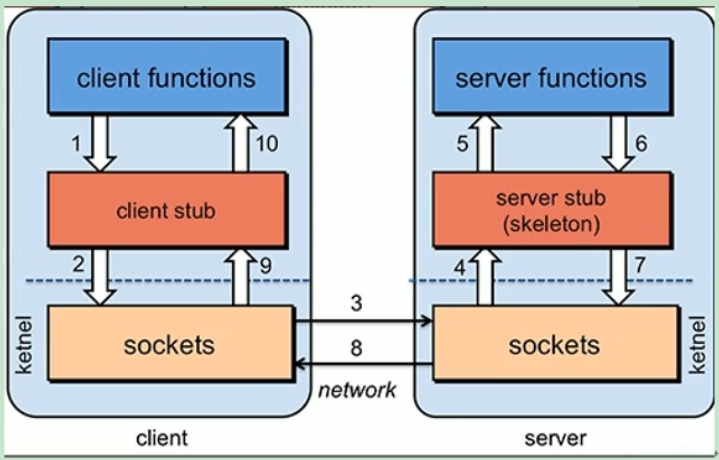 client functions
server functions
1
10
5
6
client stub
server stub
(skeleton)
2
9
4
7
ketnel
sockets
3
8
network
sockets
ketnel
client
server